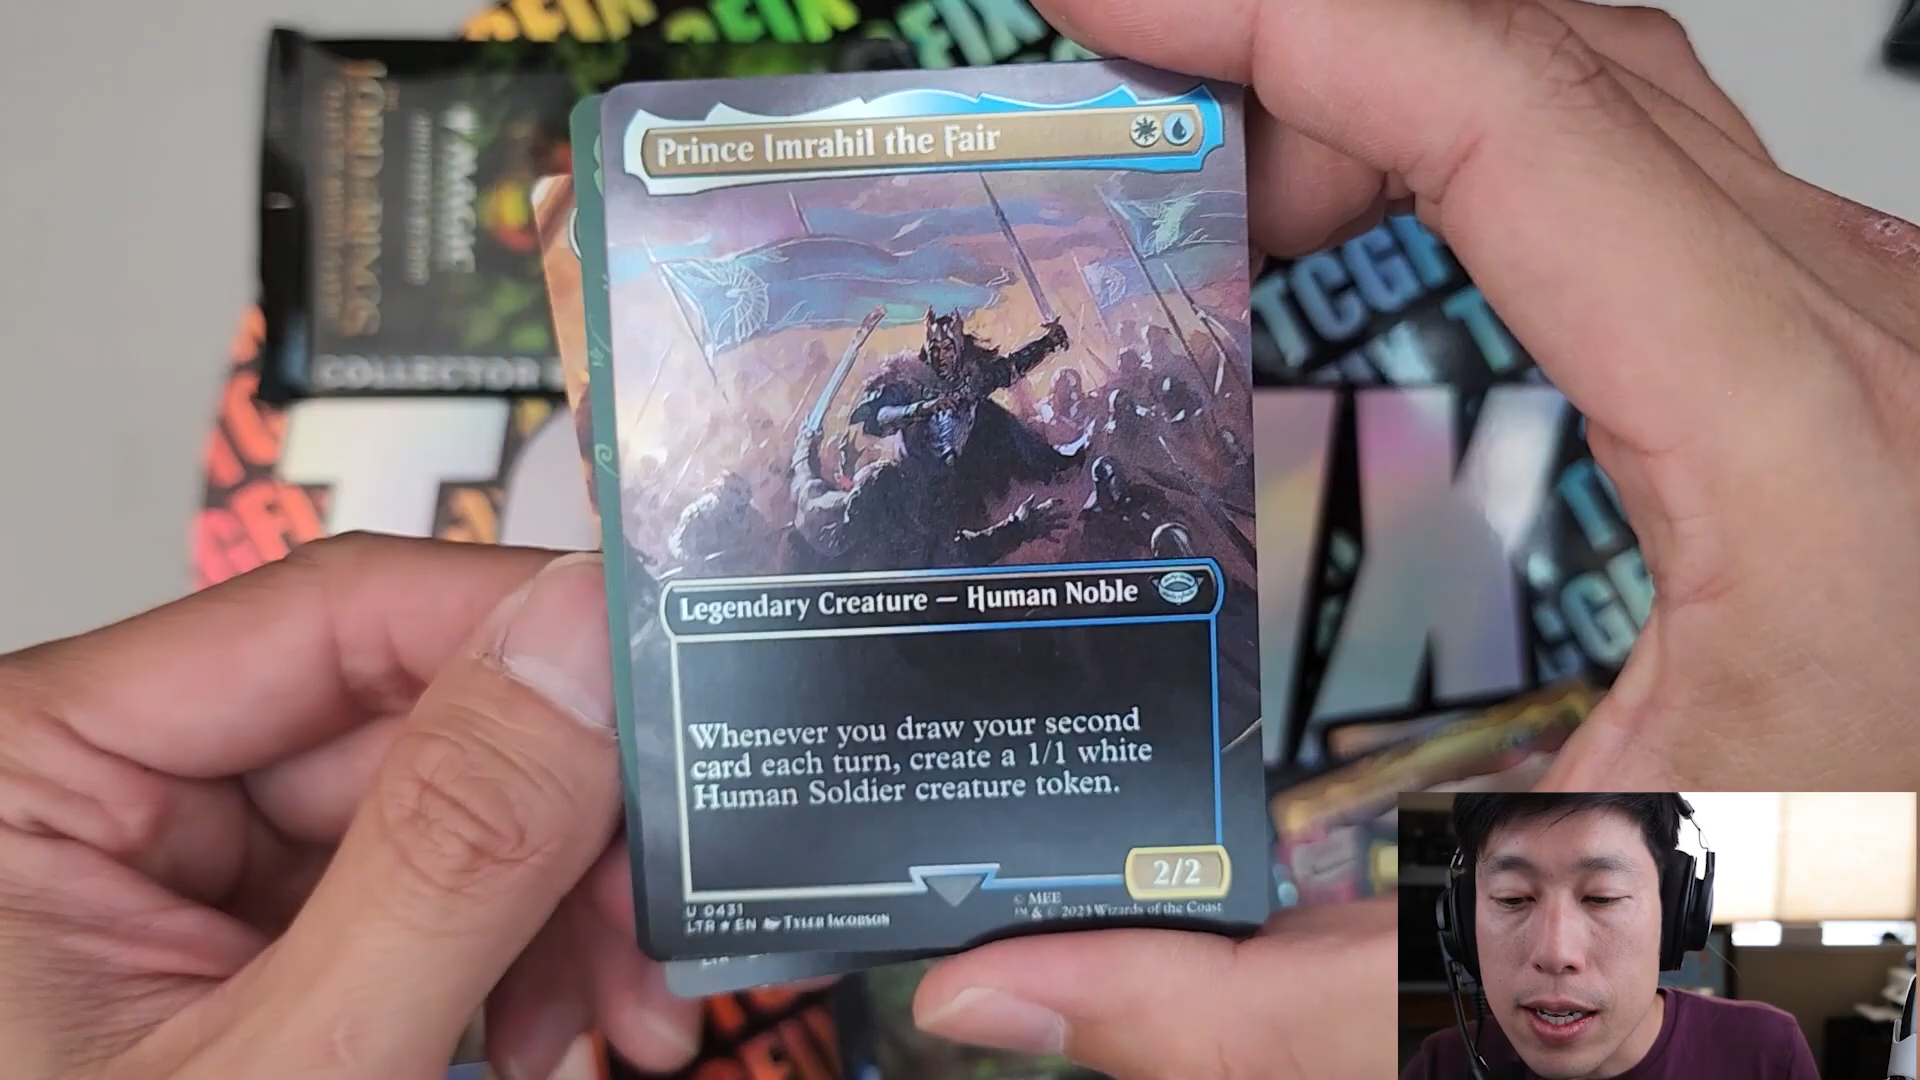 Prince Imrahil the Fair
Legendary Creature — Human Noble
Whenever you draw your second
card each turn, create a 1/1 white
Human Soldier creature token.
2/2
U 0431
LTR ★ EN Tyler Jacobson
© MEE
™ & © 2023 Wizards of the Coast
MAGIC
COLLECTOR
TCGF